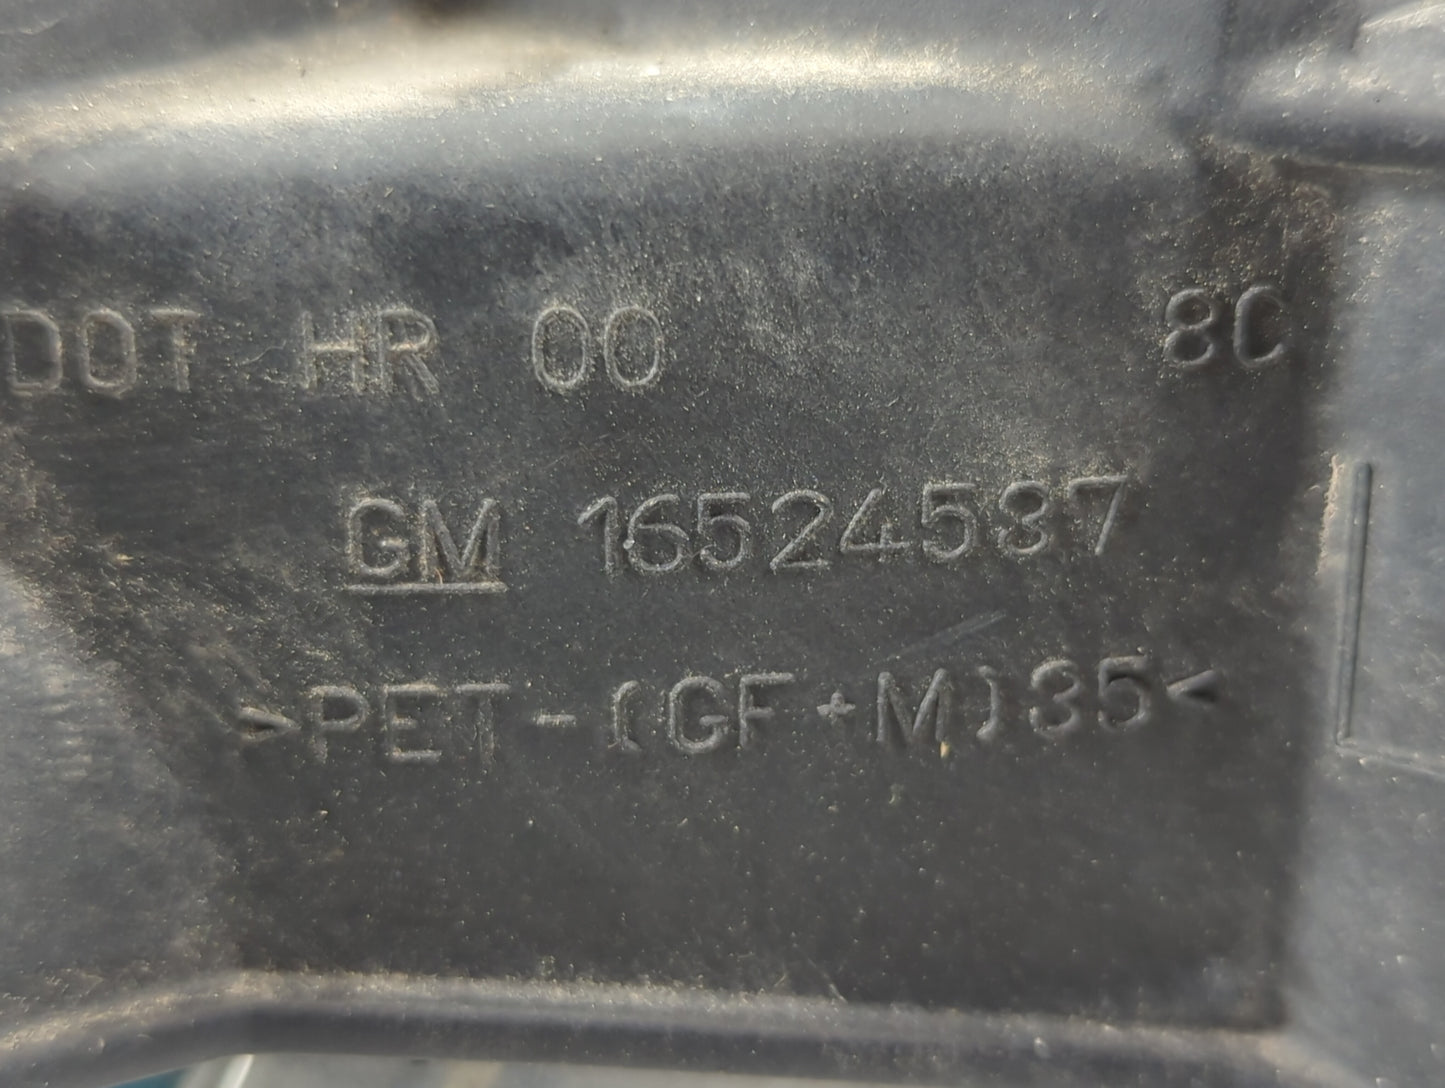 DOT HR 00 8C
GM 16524587
>PET-(GF+M)35<